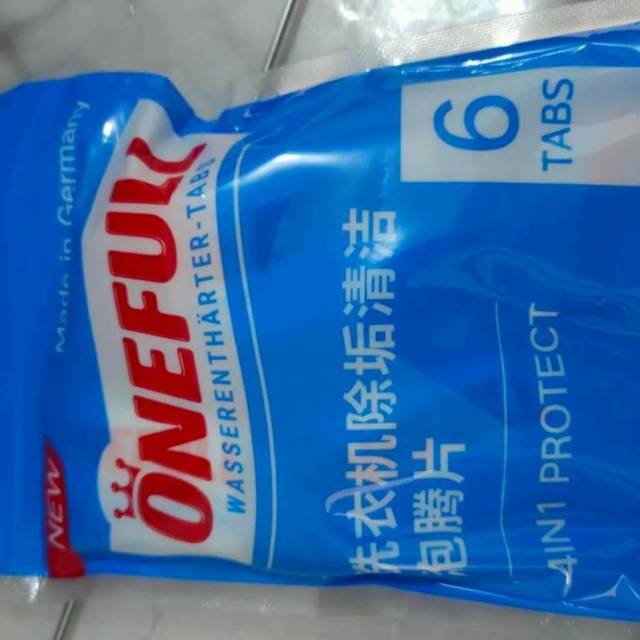 Made in Germany
NEW
ONEFULL
WASSERENTHÄRTER-TABS
洗衣机除垢清洁
泡腾片
4IN1 PROTECT
6
TABS